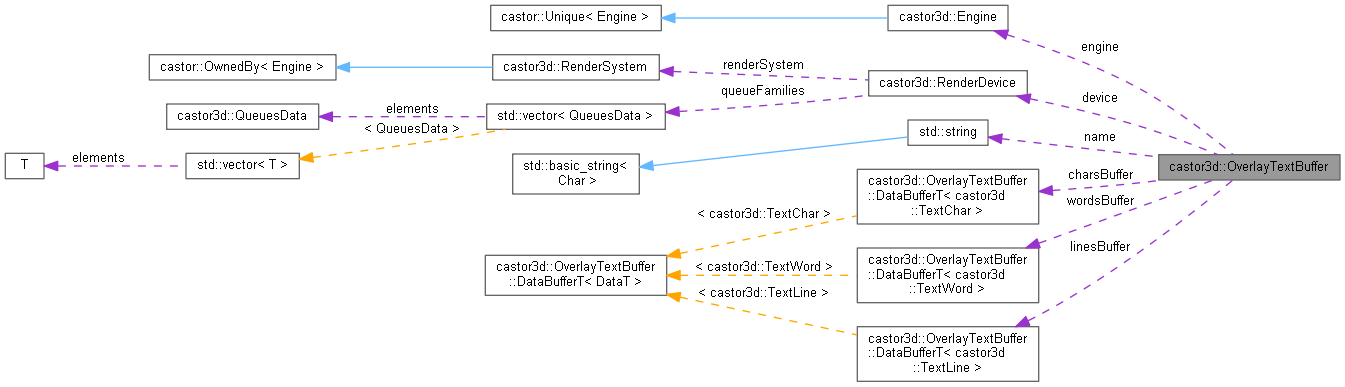 castor::Unique< Engine >
castor3d::Engine
engine
castor::OwnedBy< Engine >
castor3d::RenderSystem
renderSystem
castor3d::RenderDevice
device
queueFamilies
castor3d::QueuesData
elements
std::vector< QueuesData >
< QueuesData >
T
elements
std::vector< T >
std::string
name
std::basic_string<
Char >
castor3d::OverlayTextBuffer
charsBuffer
castor3d::OverlayTextBuffer
::DataBufferT< castor3d
::TextChar >
wordsBuffer
< castor3d::TextChar >
linesBuffer
castor3d::OverlayTextBuffer
::DataBufferT< DataT >
< castor3d::TextWord >
castor3d::OverlayTextBuffer
::DataBufferT< castor3d
::TextWord >
< castor3d::TextLine >
castor3d::OverlayTextBuffer
::DataBufferT< castor3d
::TextLine >